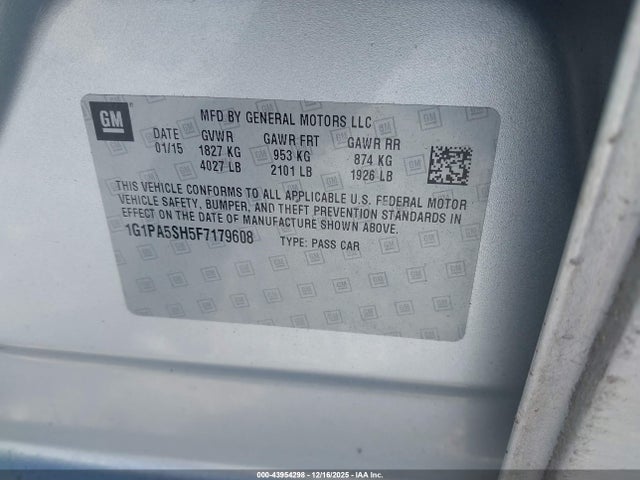 GM
MFD BY GENERAL MOTORS LLC
DATE GVWR GAWR FRT GAWR RR
01/15 1827 KG 953 KG 874 KG
4027 LB 2101 LB 1926 LB
THIS VEHICLE CONFORMS TO ALL APPLICABLE U.S. FEDERAL MOTOR
VEHICLE SAFETY, BUMPER, AND THEFT PREVENTION STANDARDS IN
EFFECT ON THE DATE OF MANUFACTURE SHOWN ABOVE.
1G1PA5SH5F7179608 TYPE: PASS CAR
000-43954298 - 12/16/2025 - IAA Inc.